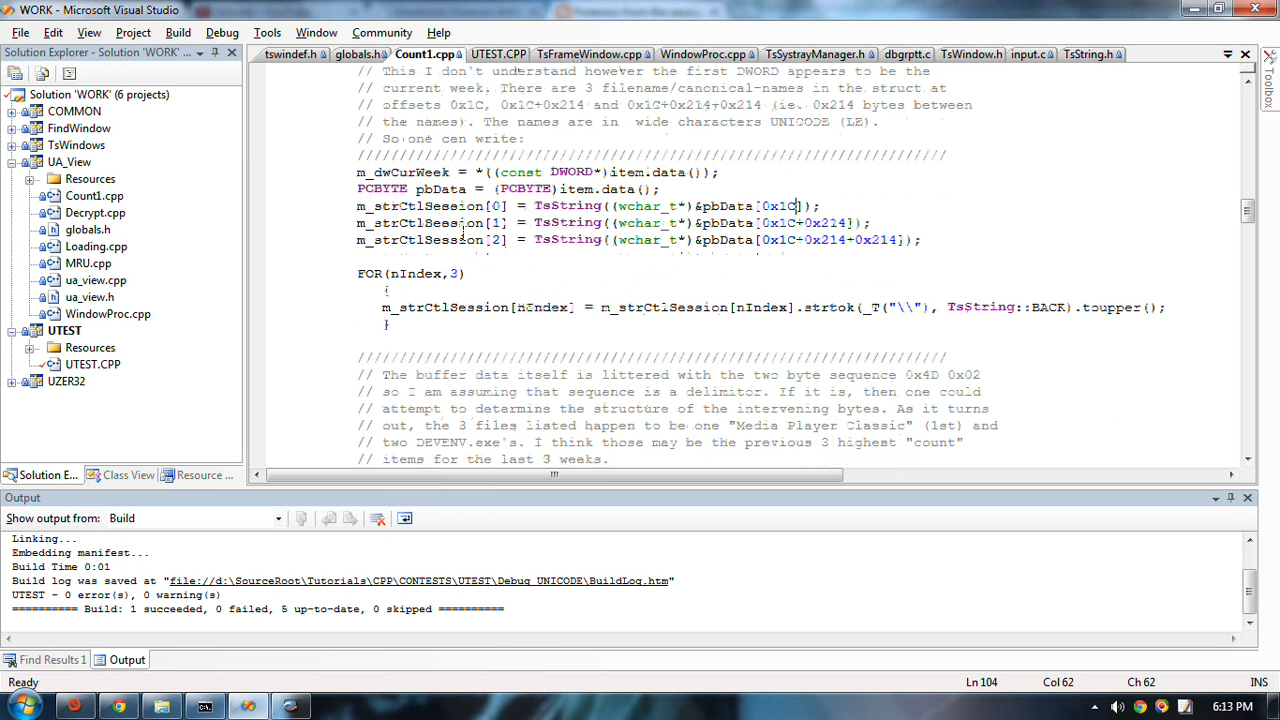 WORK - Microsoft Visual Studio
File Edit View Project Build Debug Tools Window Community Help
Solution Explorer - Solution 'WORK' ...
tswindef.h globals.h Count1.cpp UTEST.CPP TsFrameWindow.cpp WindowProc.cpp TsSystrayManager.h dbgrptt.c TsWindow.h input.c TsString.h
Toolbox
Solution 'WORK' (6 projects)
COMMON
FindWindow
TsWindows
UA_View
Resources
Count1.cpp
Decrypt.cpp
globals.h
Loading.cpp
MRU.cpp
ua_view.cpp
ua_view.h
WindowProc.cpp
UTEST
Resources
UTEST.CPP
UZER32
Solution E... Class View Resource ...
// This I don't understand however the first DWORD appears to be the
// current week. There are 3 filename/canonical-names in the struct at
// offsets 0x1C, 0x1C+0x214 and 0x1C+0x214+0x214 (ie. 0x214 bytes between
// the names). The names are in wide characters UNICODE (LE).
// So one can write:
//////////////////////////////////////////////////////////////////////
m_dwCurWeek = *((const DWORD*)item.data());
PCBYTE pbData = (PCBYTE)item.data();
m_strCtlSession[0] = TsString((wchar_t*)&pbData[0x1C]);
m_strCtlSession[1] = TsString((wchar_t*)&pbData[0x1C+0x214]);
m_strCtlSession[2] = TsString((wchar_t*)&pbData[0x1C+0x214+0x214]);
FOR(nIndex,3)
{
m_strCtlSession[nIndex] = m_strCtlSession[nIndex].strtok(_T("\\"), TsString::BACK).toupper();
}
//////////////////////////////////////////////////////////////////////
// The buffer data itself is littered with the two byte sequence 0x4D 0x02
// so I am assuming that sequence is a delimitor. If it is, then one could
// attempt to determine the structure of the intervening bytes. As it turns
// out, the 3 files listed happen to be one "Media Player Classic" (1st) and
// two DEVENV.exe's. I think those may be the previous 3 highest "count"
// items for the last 3 weeks.
Output
Show output from: Build
Linking...
Embedding manifest...
Build Time 0:01
Build log was saved at "file://d:\SourceRoot\Tutorials\CPP\CONTESTS\UTEST\Debug UNICODE\BuildLog.htm"
UTEST - 0 error(s), 0 warning(s)
========== Build: 1 succeeded, 0 failed, 5 up-to-date, 0 skipped ==========
Find Results 1 Output
Ready Ln 104 Col 62 Ch 62 INS
6:13 PM